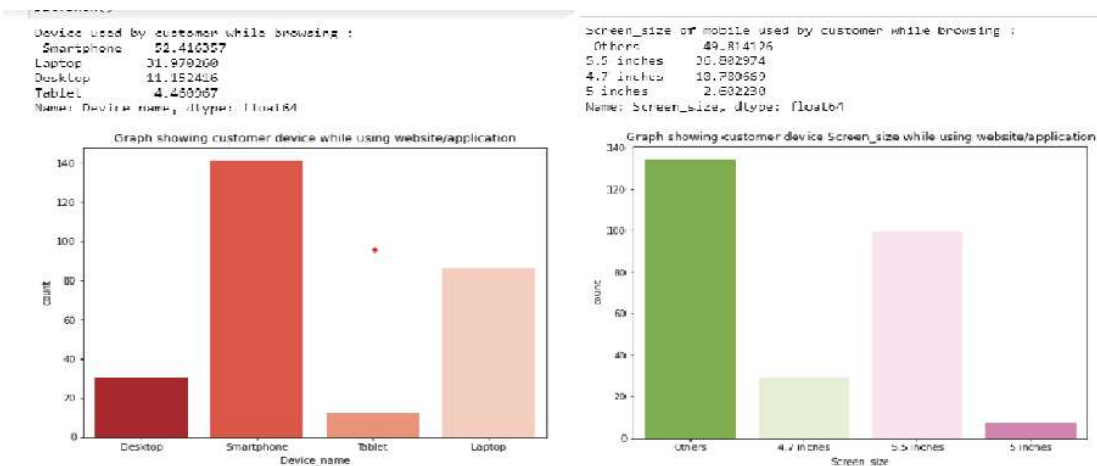 Device used by customer while browsing :
Smartphone 52.416357
Laptop 31.970260
Desktop 11.152416
Tablet 4.460967
Name: Device_name, dtype: float64
Graph showing customer device while using website/application
140
120
100
80
60
40
20
0
count
Desktop Smartphone Tablet Laptop
Device_name
Screen_size of mobile used by customer while browsing :
Others 49.814126
5.5 inches 36.802974
4.7 inches 10.780669
5 inches 2.602230
Name: Screen_size, dtype: float64
Graph showing customer device Screen_size while using website/application
140
120
100
80
60
40
20
0
count
Others 4.7 inches 5.5 inches 5 inches
Screen_size